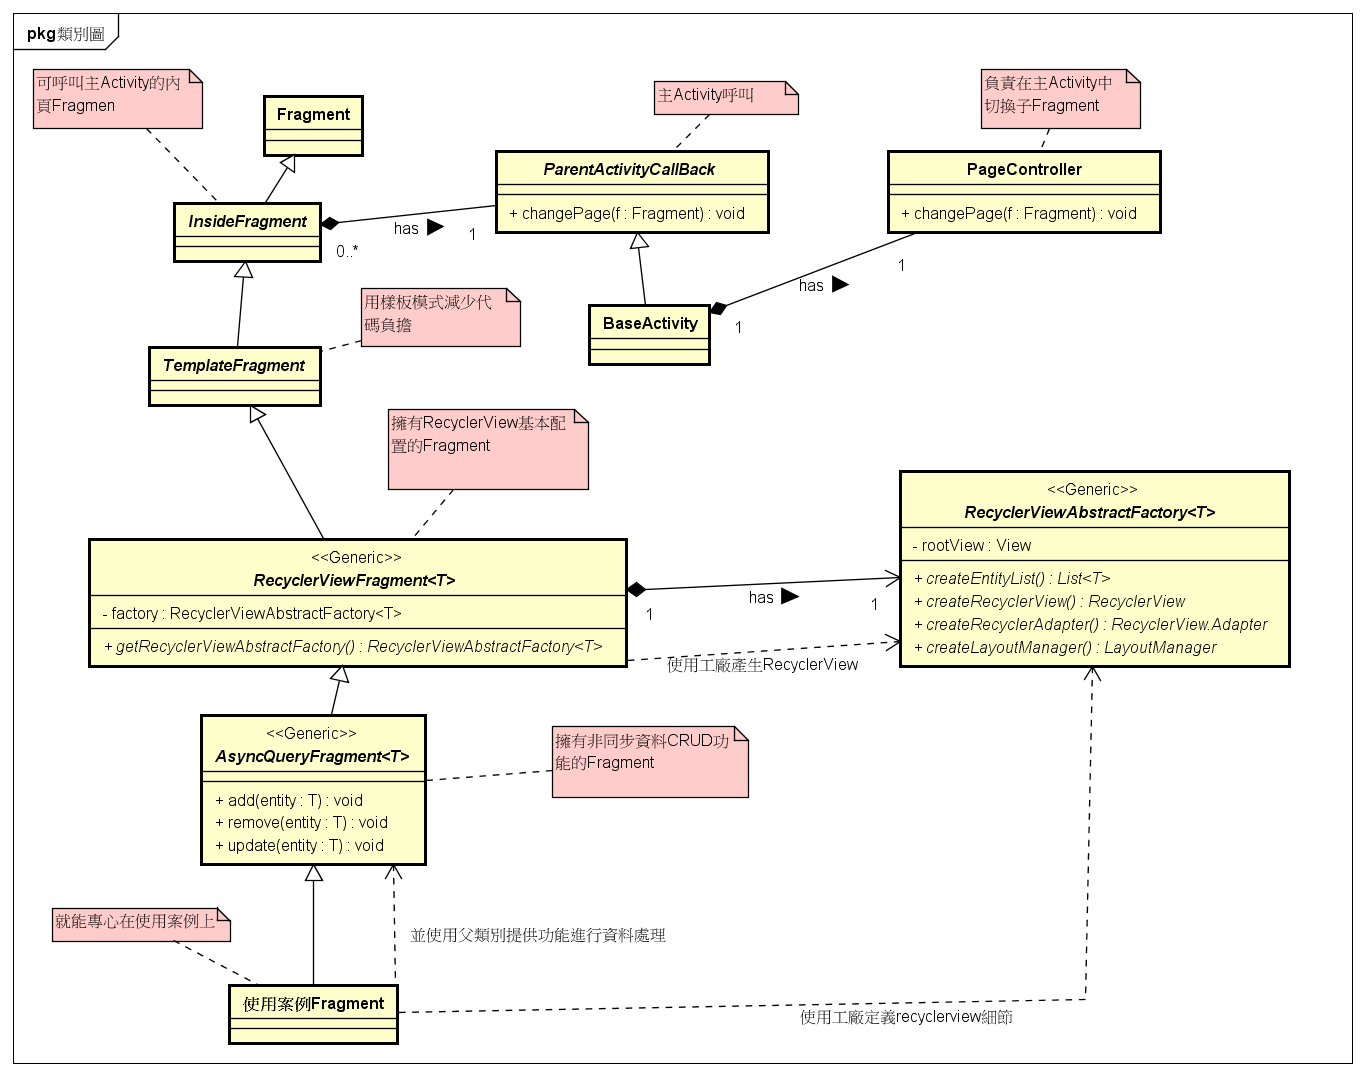 pkg 類別圖
可呼叫主Activity的內
頁Fragmen
Fragment
主Activity呼叫
負責在主Activity中
切換子Fragment
InsideFragment
0..*
has
1
ParentActivityCallBack
+ changePage(f : Fragment) : void
PageController
+ changePage(f : Fragment) : void
1
has
1
BaseActivity
用樣板模式減少代
碼負擔
TemplateFragment
擁有RecyclerView基本配
置的Fragment
<<Generic>>
RecyclerViewFragment<T>
- factory : RecyclerViewAbstractFactory<T>
+ getRecyclerViewAbstractFactory() : RecyclerViewAbstractFactory<T>
1
has
1
使用工廠產生RecyclerView
<<Generic>>
RecyclerViewAbstractFactory<T>
- rootView : View
+ createEntityList() : List<T>
+ createRecyclerView() : RecyclerView
+ createRecyclerAdapter() : RecyclerView.Adapter
+ createLayoutManager() : LayoutManager
<<Generic>>
AsyncQueryFragment<T>
+ add(entity : T) : void
+ remove(entity : T) : void
+ update(entity : T) : void
擁有非同步資料CRUD功
能的Fragment
就能專心在使用案例上
並使用父類別提供功能進行資料處理
使用案例Fragment
使用工廠定義recyclerview細節